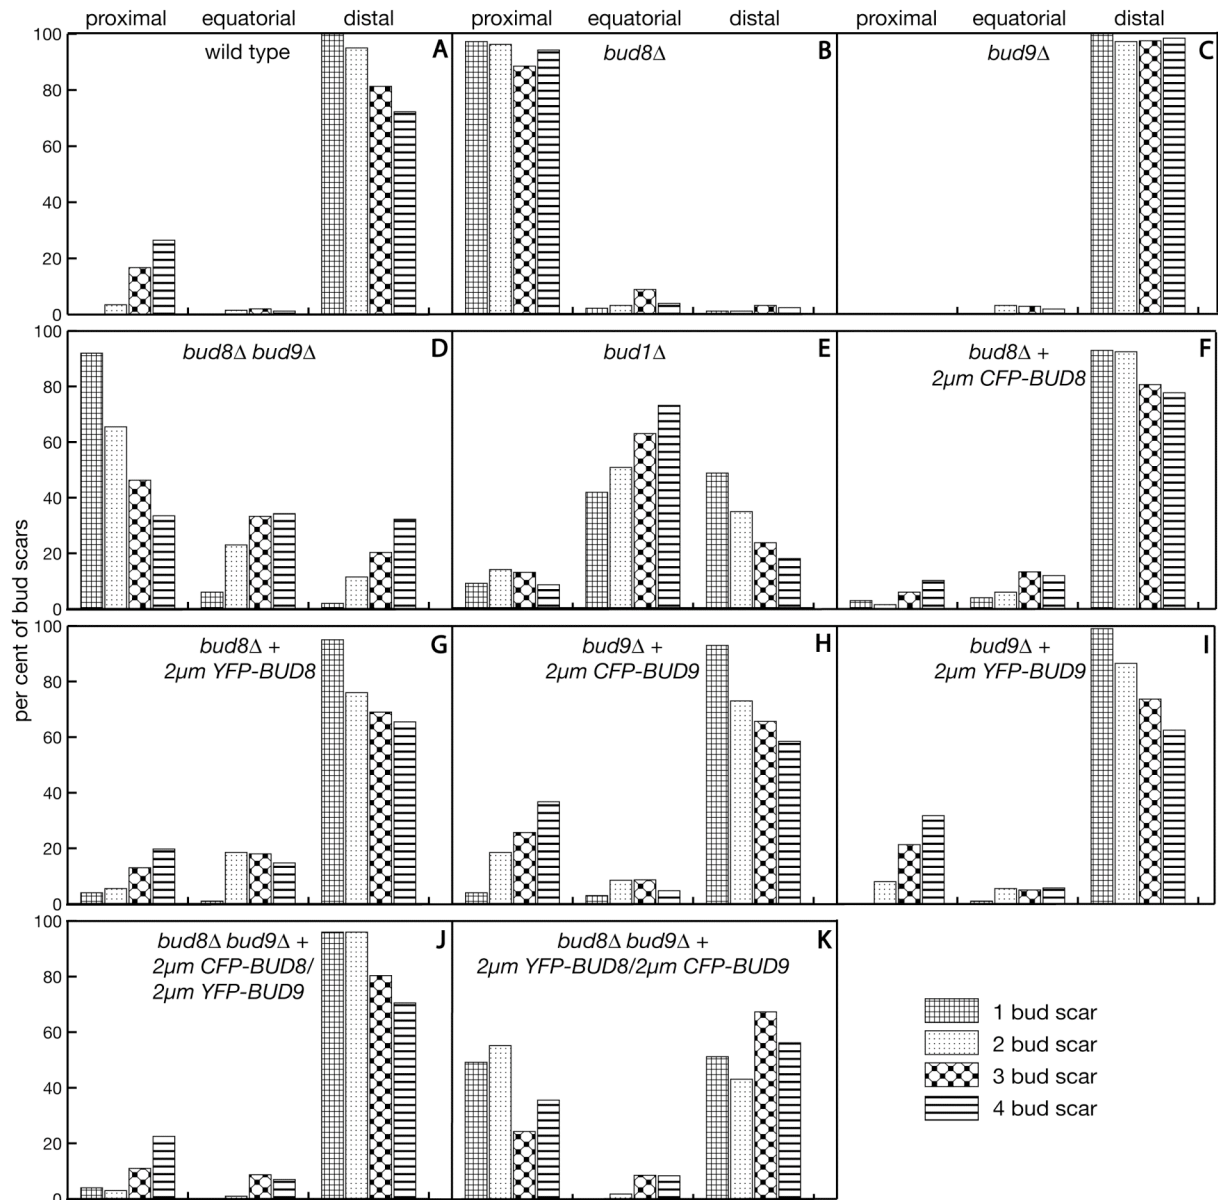 proximal equatorial distal proximal equatorial distal proximal equatorial distal
100 wild type A bud8Δ B bud9Δ C
80
60
40
20
0
100 bud8Δ bud9Δ D bud1Δ E bud8Δ + F
2µm CFP-BUD8
80
60
40
20
0
per cent of bud scars
100 bud8Δ + G bud9Δ + H bud9Δ + I
2µm YFP-BUD8 2µm CFP-BUD9 2µm YFP-BUD9
80
60
40
20
0
100 bud8Δ bud9Δ + J bud8Δ bud9Δ + K
2µm CFP-BUD8/ 2µm YFP-BUD8/2µm CFP-BUD9
2µm YFP-BUD9
80
60
40
20
0
1 bud scar
2 bud scar
3 bud scar
4 bud scar